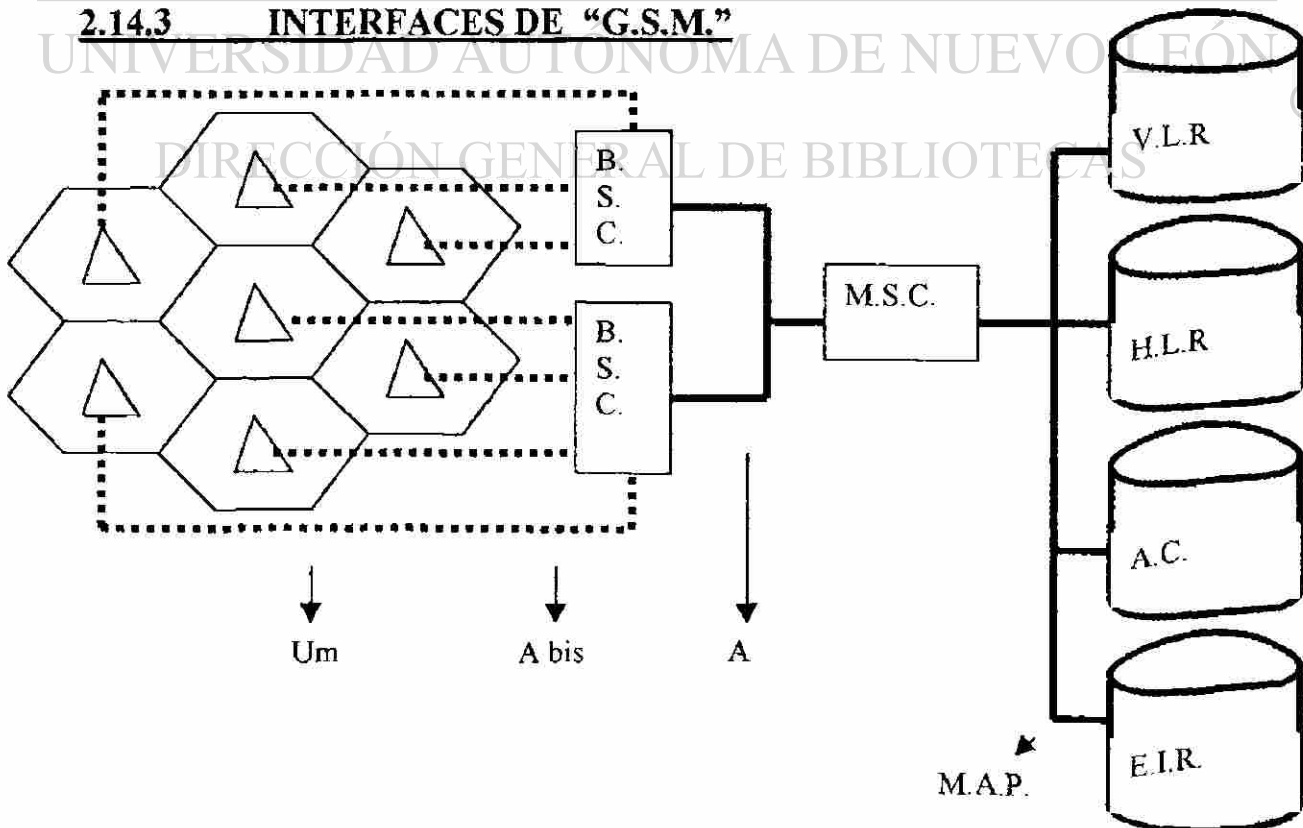 2.14.3 INTERFACES DE “G.S.M.”
UNIVERSIDAD AUTÓNOMA DE NUEVO LEÓN
DIRECCIÓN GENERAL DE BIBLIOTECAS
B.
S.
C.
B.
S.
C.
M.S.C.
V.L.R
H.L.R
A.C.
E.I.R.
Um
A bis
A
M.A.P.